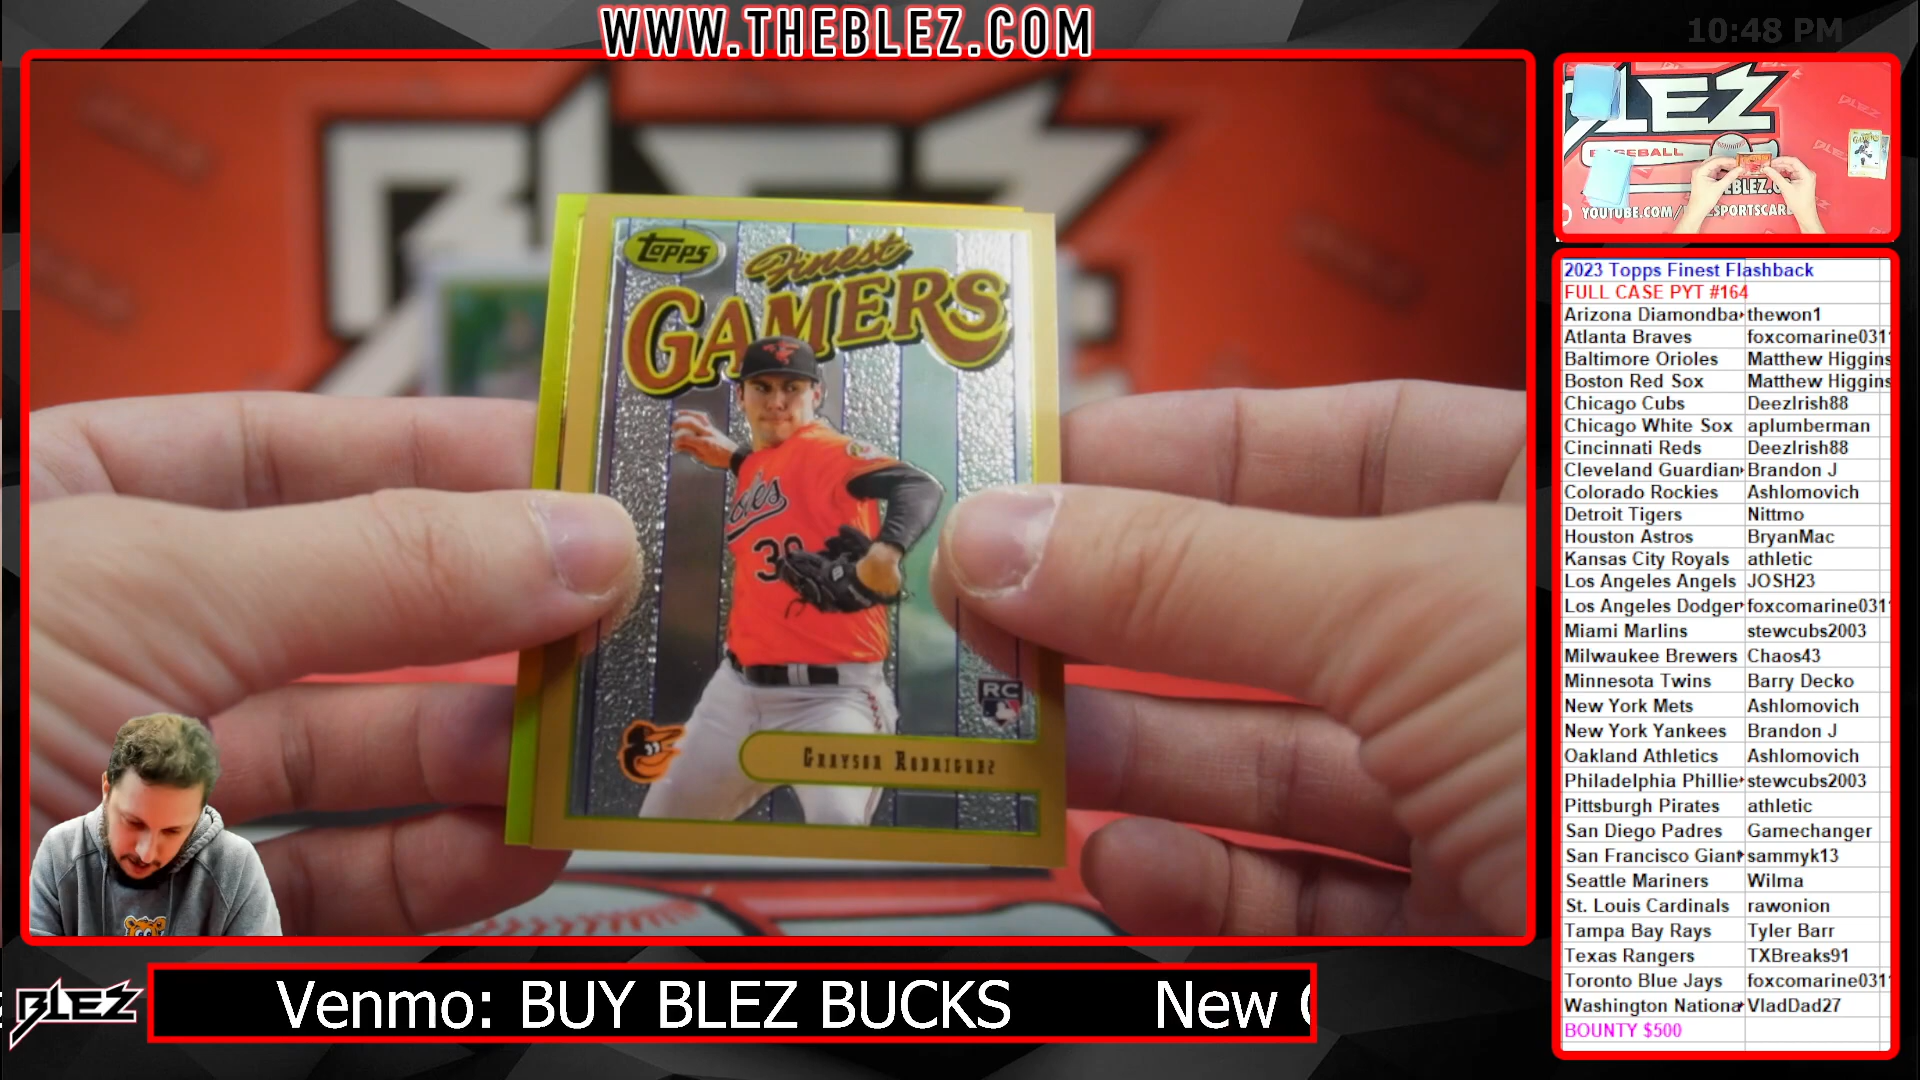 WWW.THEBLEZ.COM
10:48 PM
BLEZ
Topps
Finest
GAMERS
30
RC
Grayson Rodriguez
LEZ
BASEBALL
GAMERS
YOUTUBE.COM/
2023 Topps Finest Flashback
FULL CASE PYT #164
Arizona Diamondba thewon1
Atlanta Braves foxcomarine031
Baltimore Orioles Matthew Higgins
Boston Red Sox Matthew Higgins
Chicago Cubs DeezIrish88
Chicago White Sox aplumberman
Cincinnati Reds DeezIrish88
Cleveland Guardian Brandon J
Colorado Rockies Ashlomovich
Detroit Tigers Nittmo
Houston Astros BryanMac
Kansas City Royals athletic
Los Angeles Angels JOSH23
Los Angeles Dodger foxcomarine031
Miami Marlins stewcubs2003
Milwaukee Brewers Chaos43
Minnesota Twins Barry Decko
New York Mets Ashlomovich
New York Yankees Brandon J
Oakland Athletics Ashlomovich
Philadelphia Phillie stewcubs2003
Pittsburgh Pirates athletic
San Diego Padres Gamechanger
San Francisco Giant sammyk13
Seattle Mariners Wilma
St. Louis Cardinals rawonion
Tampa Bay Rays Tyler Barr
Texas Rangers TXBreaks91
Toronto Blue Jays foxcomarine031
Washington Nationa VladDad27
BOUNTY $500
BLEZ
Venmo: BUY BLEZ BUCKS New